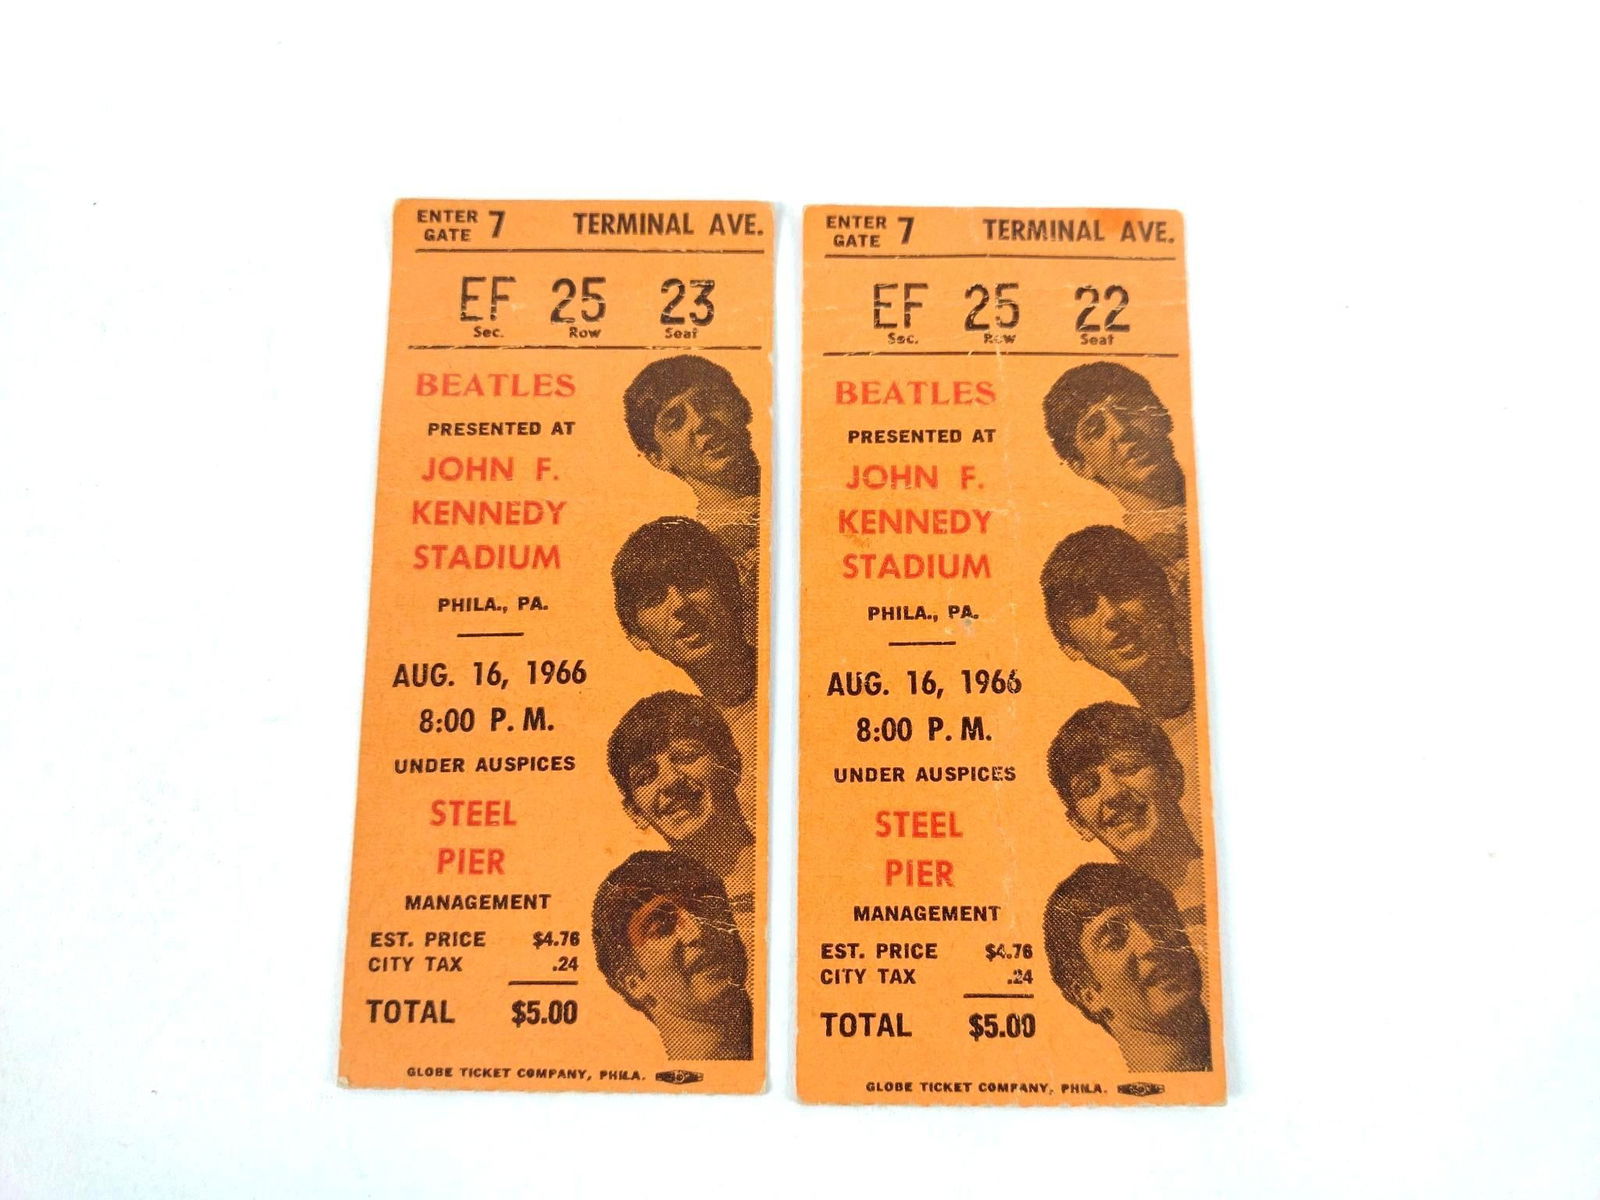 ENTER GATE 7 TERMINAL AVE.
EF 25 23
Sec. Row Seat
BEATLES
PRESENTED AT
JOHN F.
KENNEDY
STADIUM
PHILA., PA.
AUG. 16, 1966
8:00 P. M.
UNDER AUSPICES
STEEL
PIER
MANAGEMENT
EST. PRICE $4.76
CITY TAX .24
TOTAL $5.00
GLOBE TICKET COMPANY, PHILA.
ENTER GATE 7 TERMINAL AVE.
EF 25 22
Sec. Row Seat
BEATLES
PRESENTED AT
JOHN F.
KENNEDY
STADIUM
PHILA., PA.
AUG. 16, 1966
8:00 P. M.
UNDER AUSPICES
STEEL
PIER
MANAGEMENT
EST. PRICE $4.76
CITY TAX .24
TOTAL $5.00
GLOBE TICKET COMPANY, PHILA.